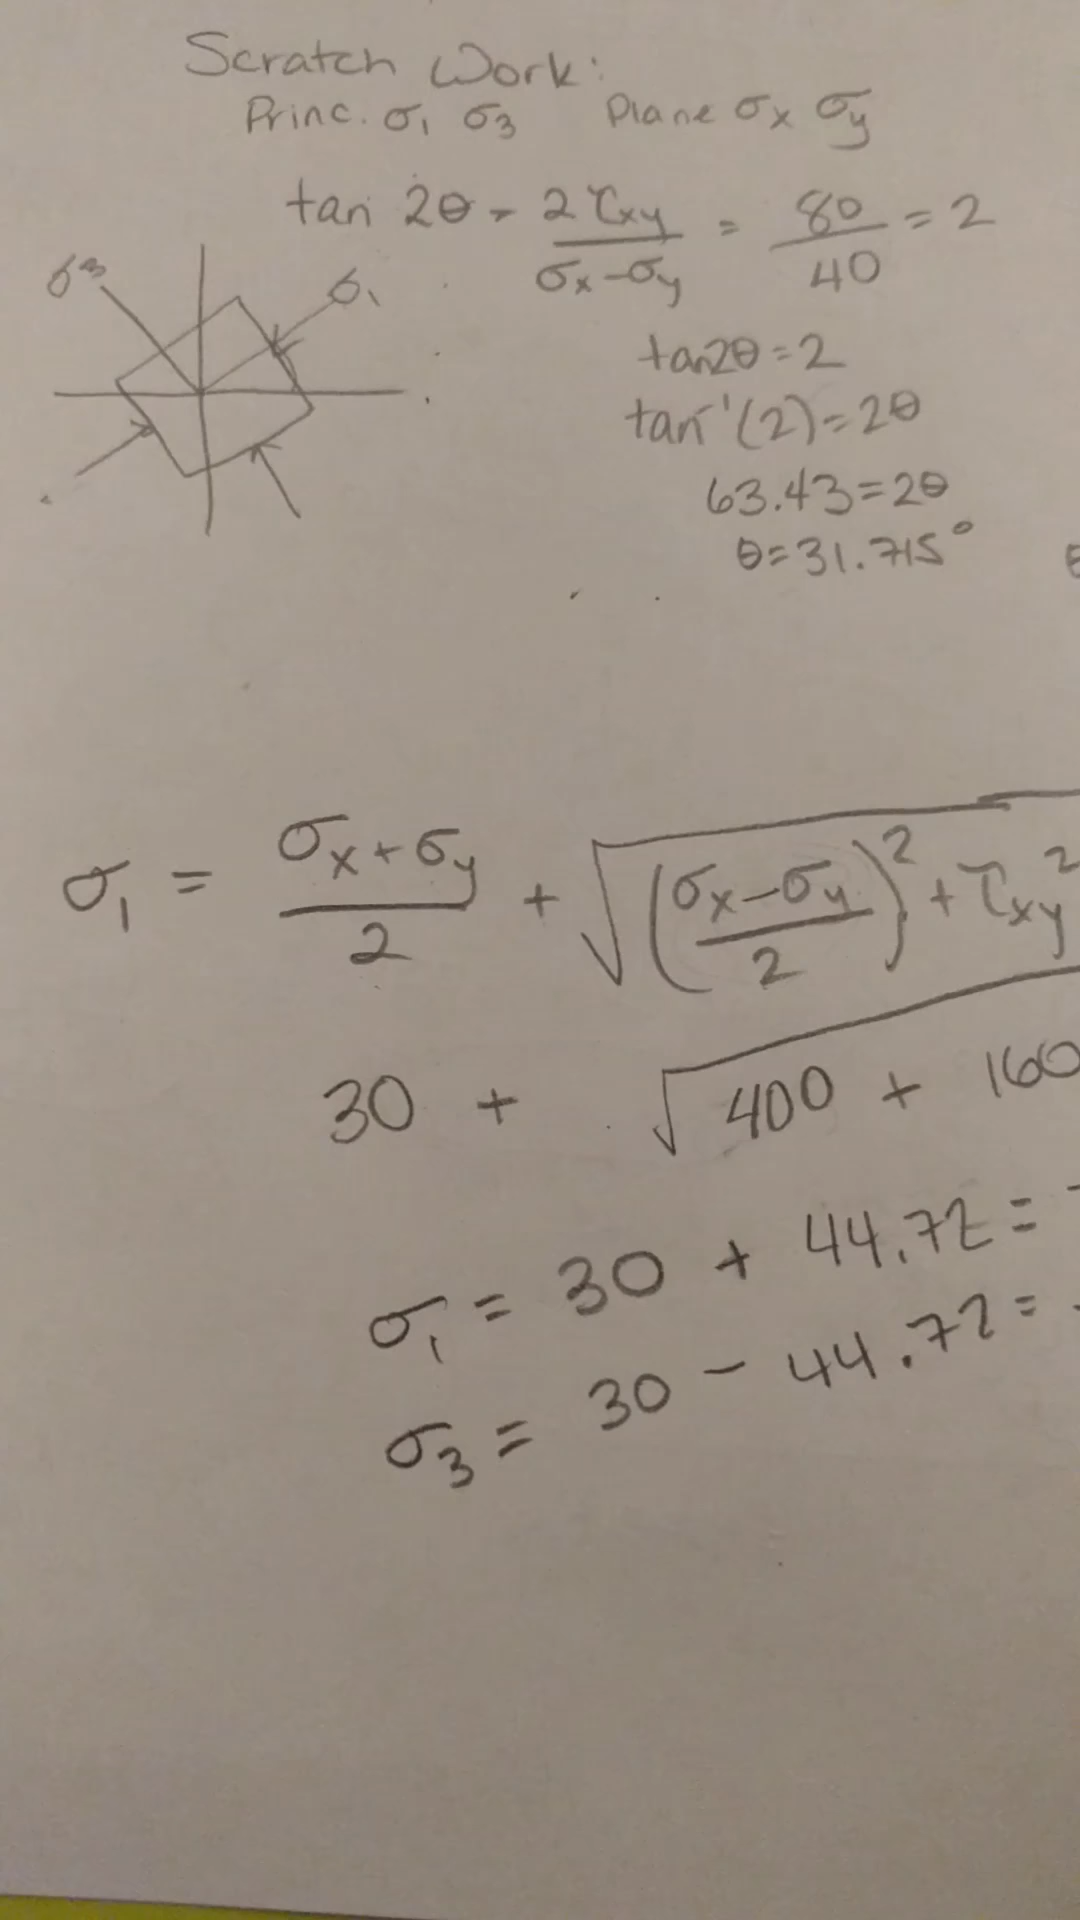 Scratch Work:
Princ. σ₁ σ₃ Plane σx σy
tan 2θ = 2τxy / σx-σy = 80 / 40 = 2
σ₃ σ₁
tan2θ=2
tan⁻¹(2)=2θ
63.43=2θ
θ=31.715°
σ₁ = (σx+σy)/2 + √((σx-σy)/2)² + τxy²
30 + √400 + 160
σ₁ = 30 + 44.72 =
σ₃ = 30 - 44.72 =